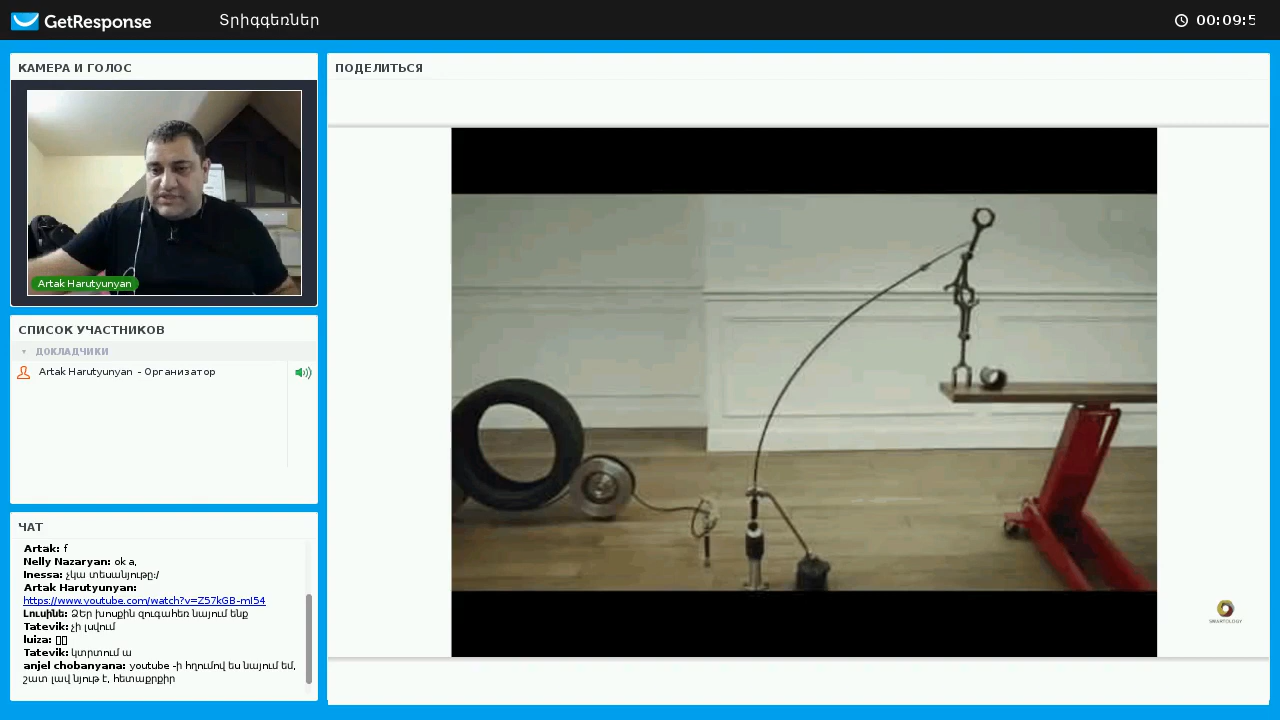 GetResponse
Տրիգգեռներ
00:09:5
КАМЕРА И ГОЛОС
ПОДЕЛИТЬСЯ
Artak Harutyunyan
СПИСОК УЧАСТНИКОВ
ДОКЛАДЧИКИ
Artak Harutyunyan - Организатор
ЧАТ
Artak: f
Nelly Nazaryan: ok a,
Inessa: չկա տեսանյութը:/
Artak Harutyunyan:
https://www.youtube.com/watch?v=Z57kGB-mI54
Լուսինե: Ձեր խոսքին զուգահեռ նայում ենք
Tatevik: չի լսվում
luiza:
Tatevik: կտրտում ա
anjel chobanyana: youtube -ի հղումով ես նայում եմ,
շատ լավ նյութ է, հետաքրքիր